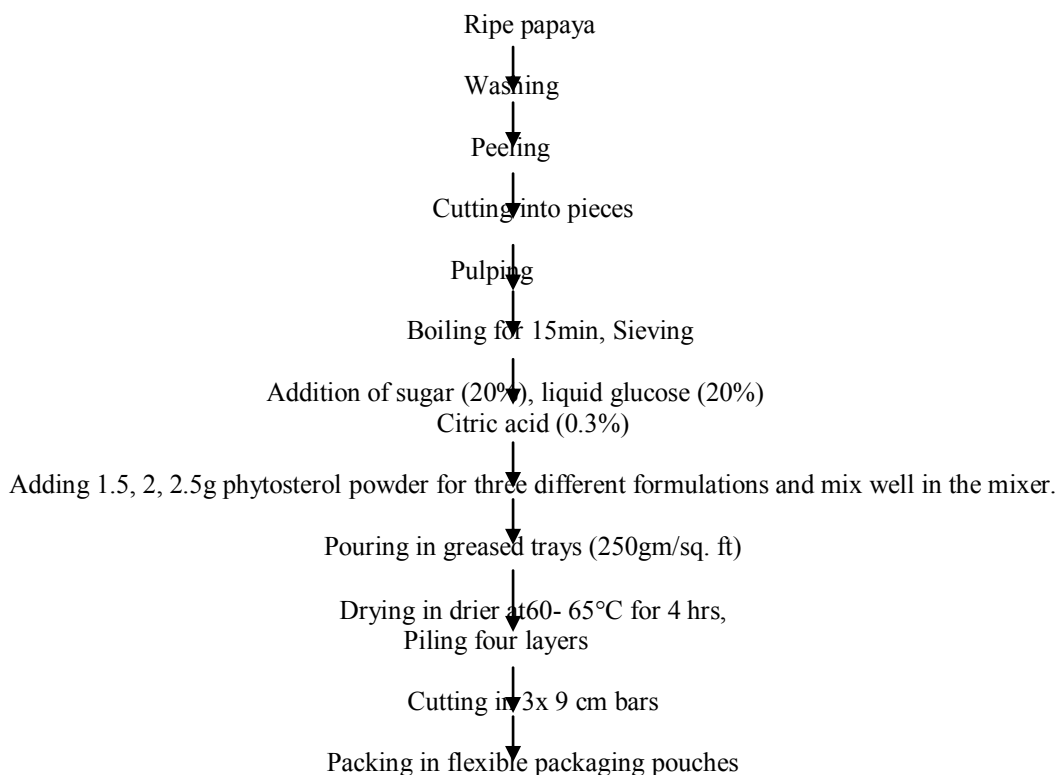 Ripe papaya
Washing
Peeling
Cutting into pieces
Pulping
Boiling for 15min, Sieving
Addition of sugar (20%), liquid glucose (20%)
Citric acid (0.3%)
Adding 1.5, 2, 2.5g phytosterol powder for three different formulations and mix well in the mixer.
Pouring in greased trays (250gm/sq. ft)
Drying in drier at60- 65°C for 4 hrs,
Piling four layers
Cutting in 3x 9 cm bars
Packing in flexible packaging pouches